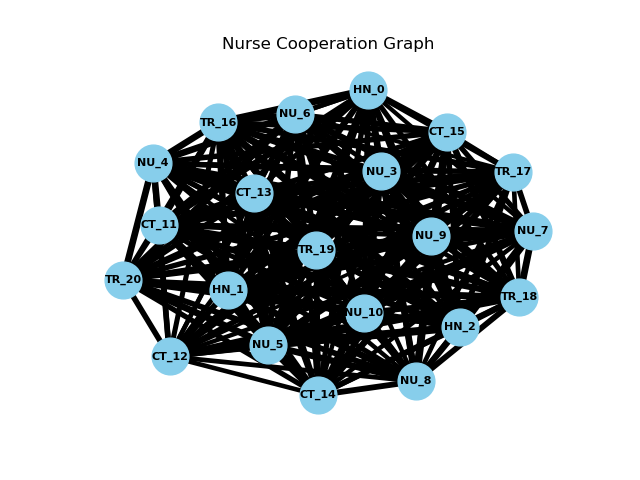 Nurse Cooperation Graph
HN_0
NU_6
TR_16
CT_15
NU_4
NU_3
TR_17
CT_13
CT_11
NU_7
NU_9
TR_19
TR_20
HN_1
TR_18
NU_10
HN_2
NU_5
CT_12
NU_8
CT_14